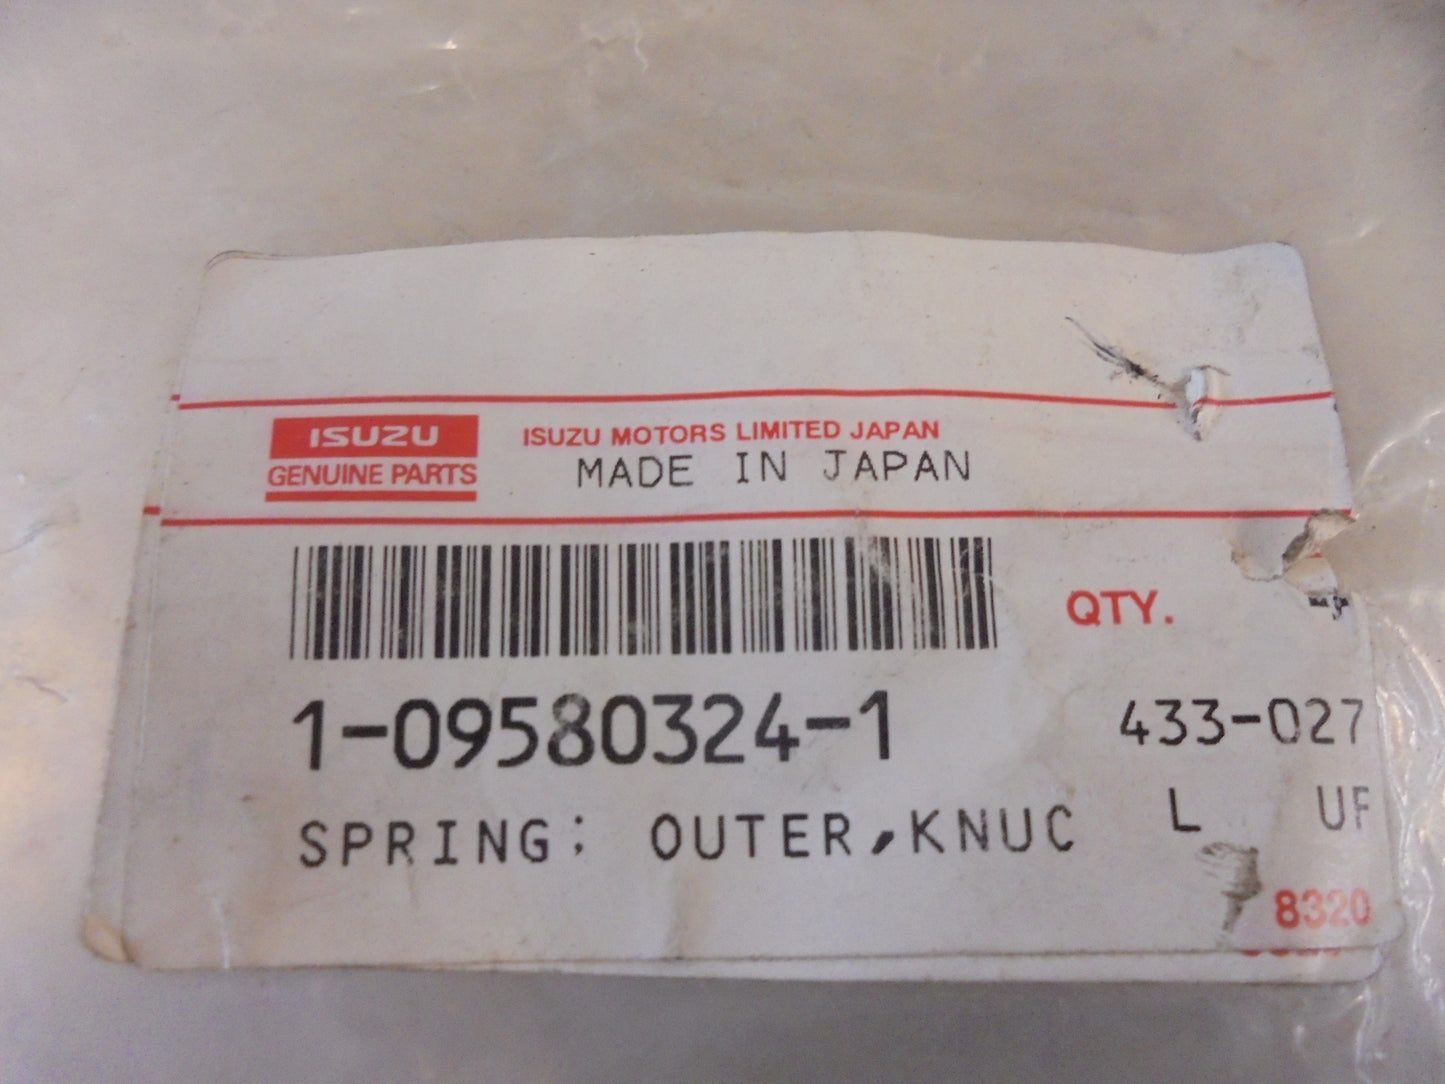 ISUZU
GENUINE PARTS
ISUZU MOTORS LIMITED JAPAN
MADE IN JAPAN
QTY.
1-09580324-1
433-027
SPRING; OUTER,KNUC
L UF
8320